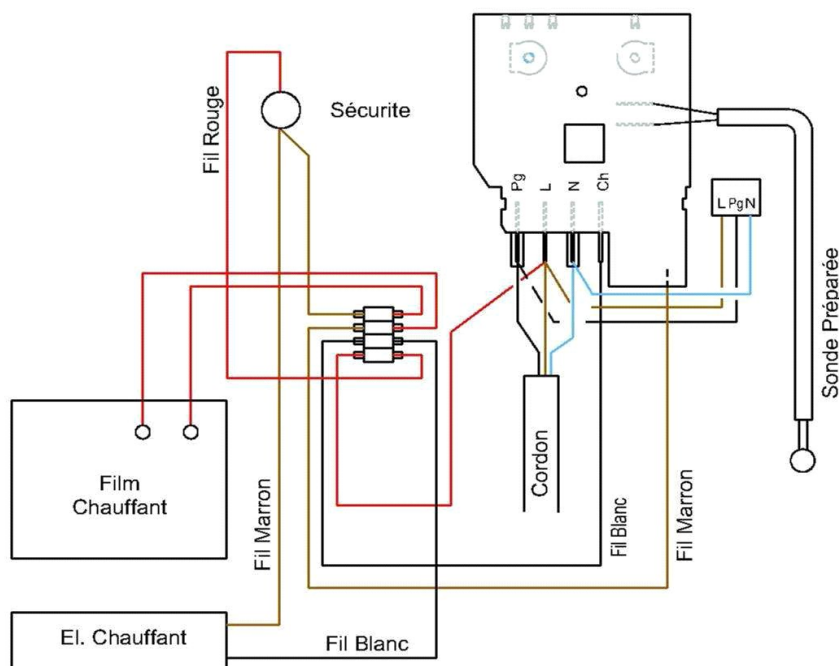 Sécurite
Fil Rouge
Pg
L
N
Ch
L Pg N
Sonde Préparée
Film
Chauffant
Fil Marron
Cordon
Fil Blanc
Fil Marron
El. Chauffant
Fil Blanc